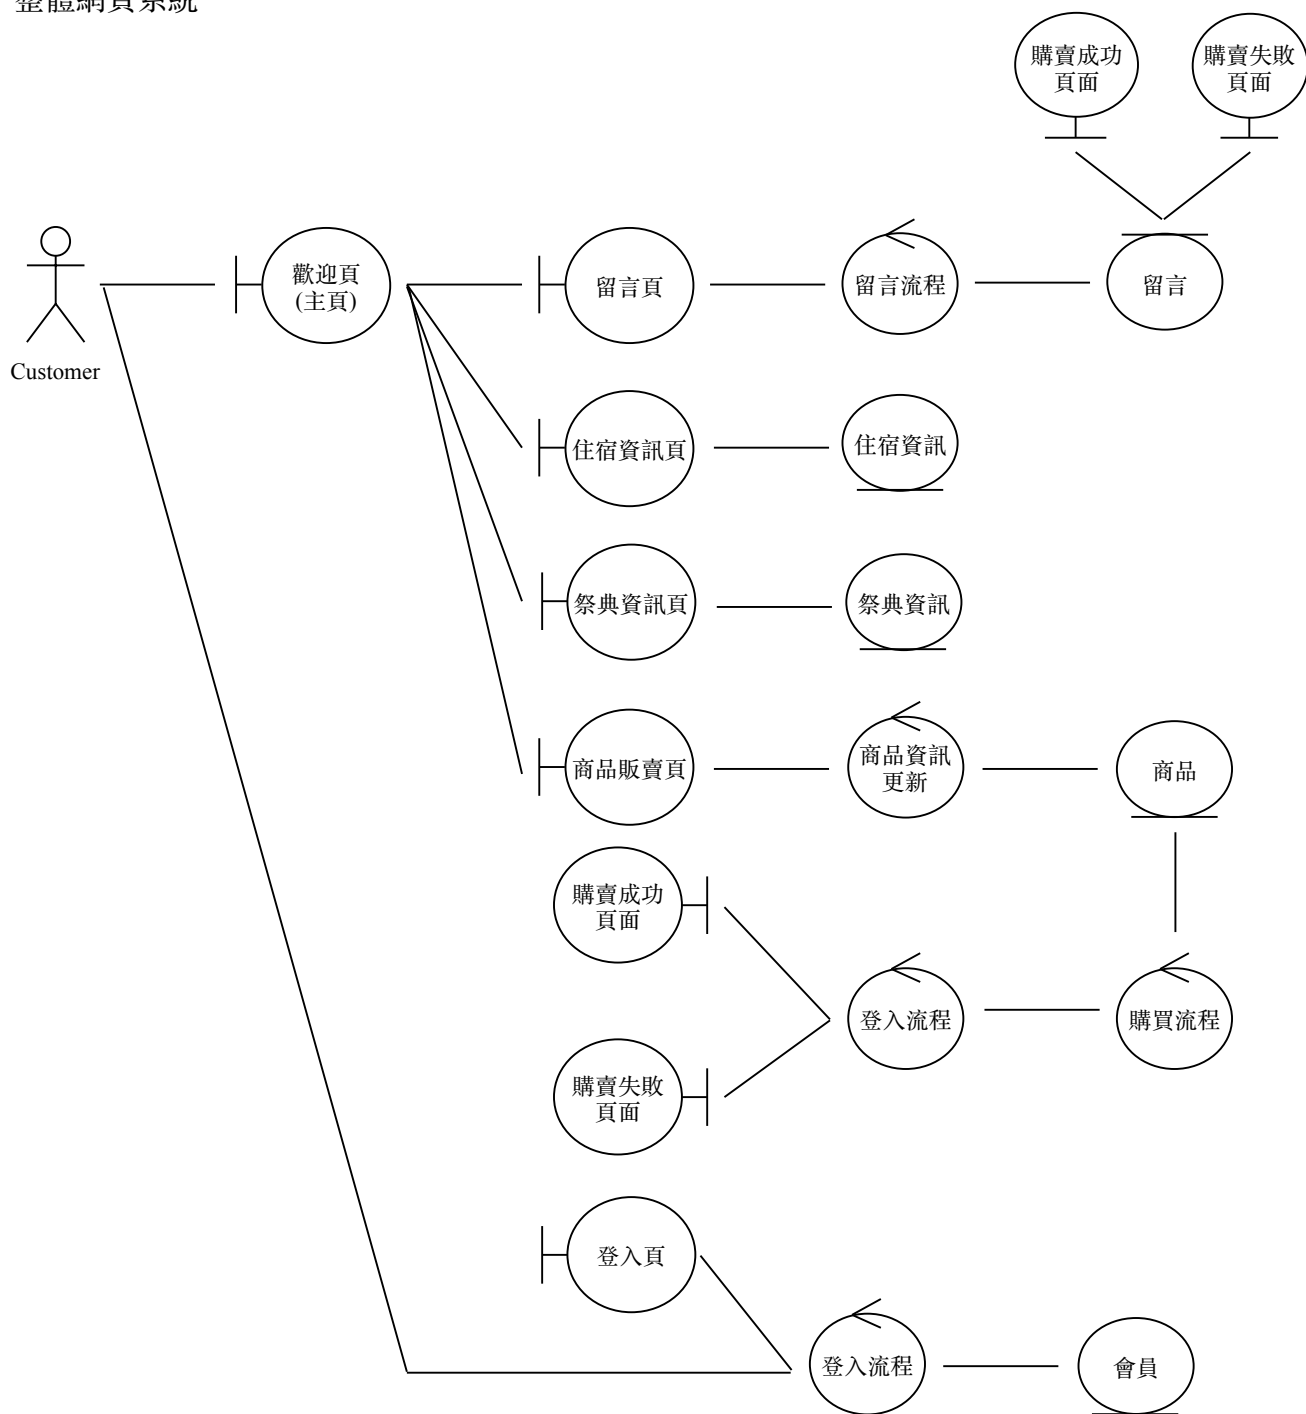 整體網頁系統
購賣成功
頁面
購賣失敗
頁面
Customer
歡迎頁
(主頁)
留言頁
留言流程
留言
住宿資訊頁
住宿資訊
祭典資訊頁
祭典資訊
商品販賣頁
商品資訊
更新
商品
購賣成功
頁面
登入流程
購買流程
購賣失敗
頁面
登入頁
登入流程
會員